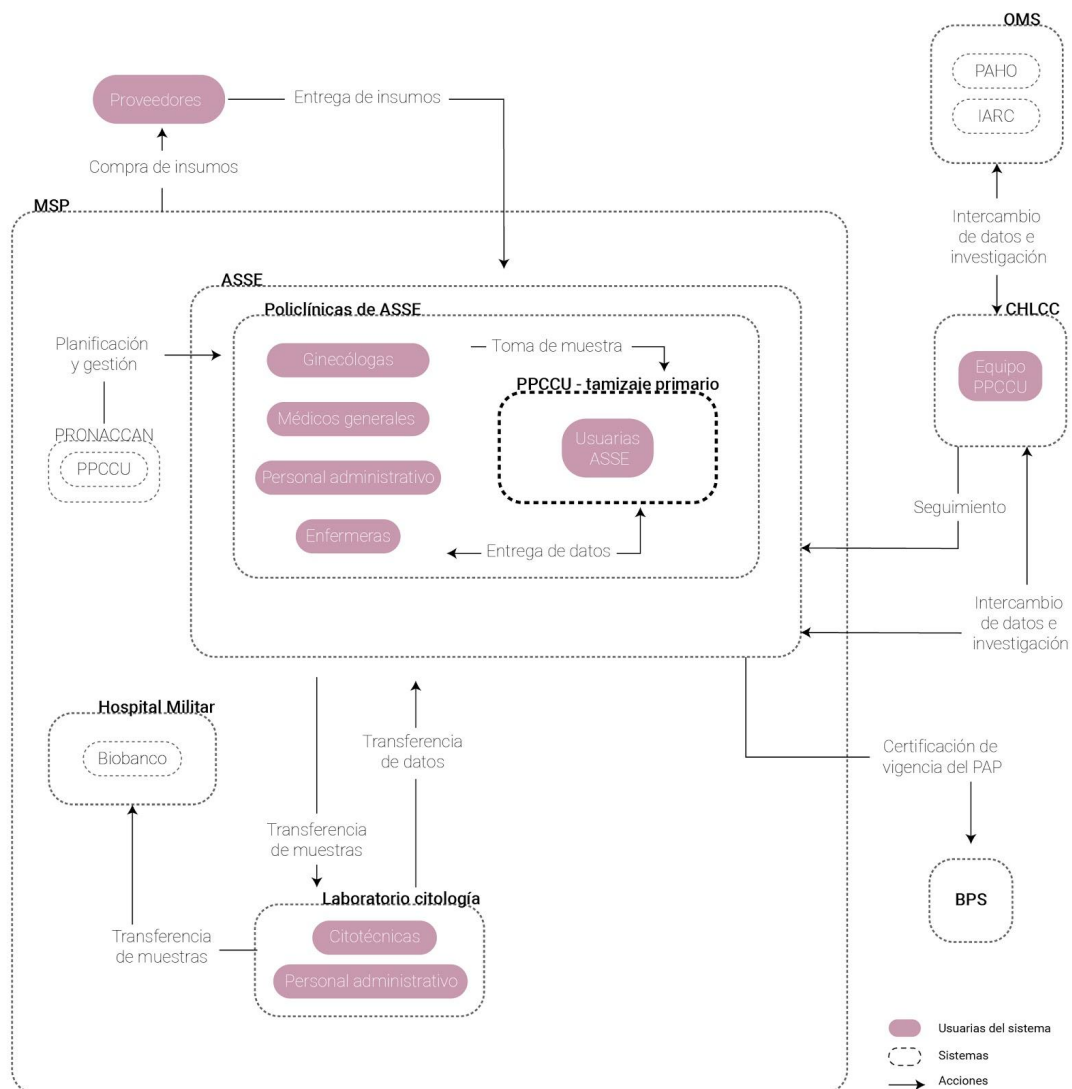 OMS
PAHO
IARC
Proveedores
Entrega de insumos
Compra de insumos
MSP
Intercambio
de datos e
investigación
ASSE
CHLCC
Policlínicas de ASSE
Equipo
PPCCU
Planificación
y gestión
Ginecólogas
Toma de muestra
PPCCU - tamizaje primario
Médicos generales
Usuarias
ASSE
PRONACCAN
PPCCU
Personal administrativo
Seguimiento
Enfermeras
Entrega de datos
Intercambio
de datos e
investigación
Hospital Militar
Biobanco
Transferencia
de datos
Certificación de
vigencia del PAP
Transferencia
de muestras
Laboratorio citología
BPS
Citotécnicas
Transferencia
de muestras
Personal administrativo
Usuarias del sistema
Sistemas
Acciones